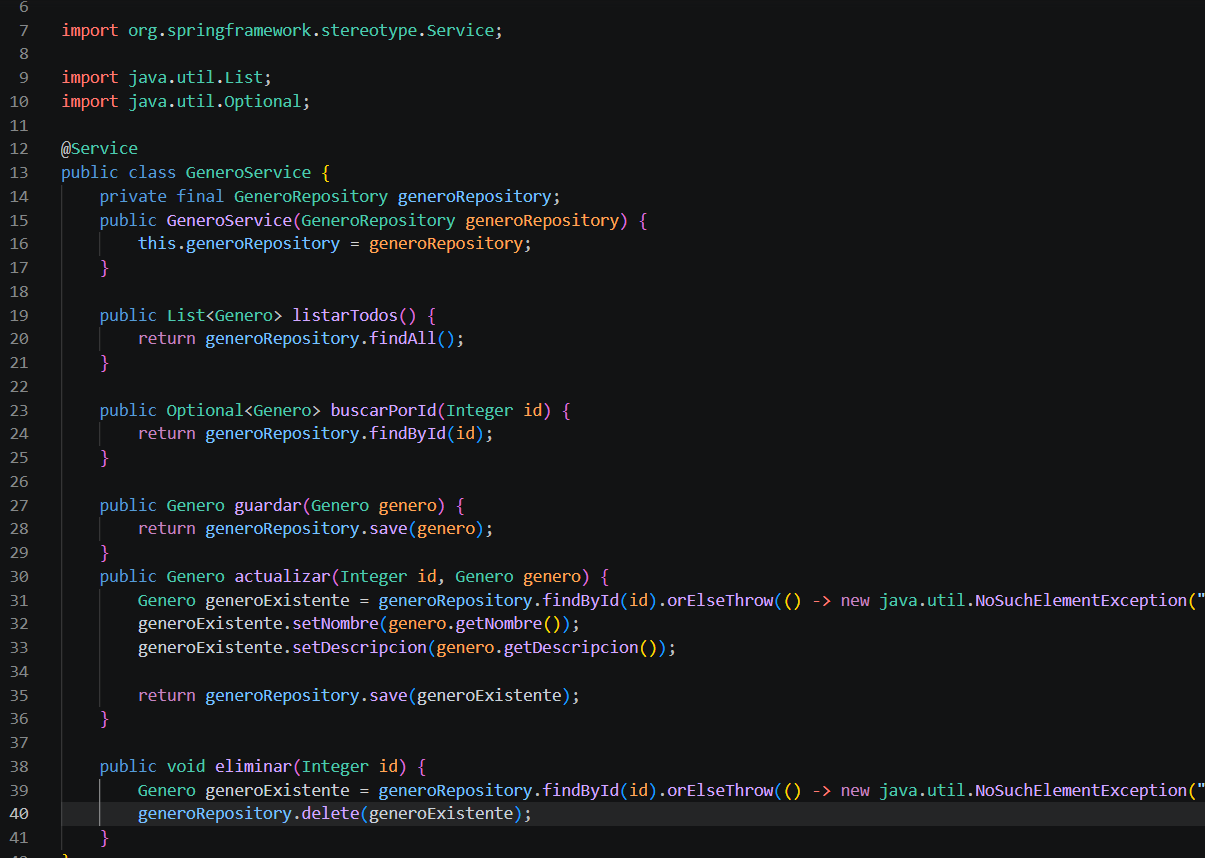 6
7 import org.springframework.stereotype.Service;
8
9 import java.util.List;
10 import java.util.Optional;
11
12 @Service
13 public class GeneroService {
14     private final GeneroRepository generoRepository;
15     public GeneroService(GeneroRepository generoRepository) {
16         this.generoRepository = generoRepository;
17     }
18
19     public List<Genero> listarTodos() {
20         return generoRepository.findAll();
21     }
22
23     public Optional<Genero> buscarPorId(Integer id) {
24         return generoRepository.findById(id);
25     }
26
27     public Genero guardar(Genero genero) {
28         return generoRepository.save(genero);
29     }
30     public Genero actualizar(Integer id, Genero genero) {
31         Genero generoExistente = generoRepository.findById(id).orElseThrow(() -> new java.util.NoSuchElementException("
32         generoExistente.setNombre(genero.getNombre());
33         generoExistente.setDescripcion(genero.getDescripcion());
34
35         return generoRepository.save(generoExistente);
36     }
37
38     public void eliminar(Integer id) {
39         Genero generoExistente = generoRepository.findById(id).orElseThrow(() -> new java.util.NoSuchElementException("
40         generoRepository.delete(generoExistente);
41     }